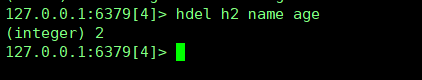 127.0.0.1:6379[4]> hdel h2 name age
(integer) 2
127.0.0.1:6379[4]>